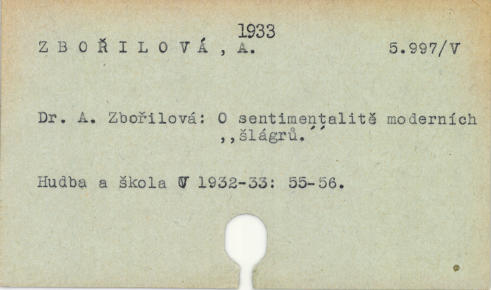 1933
ZBOŘILOVÁ, A. 5.997/V
Dr. A. Zbořilová: O sentimentalitě moderních
,,šlágrů.´´
Hudba a škola V 1932-33: 55-56.